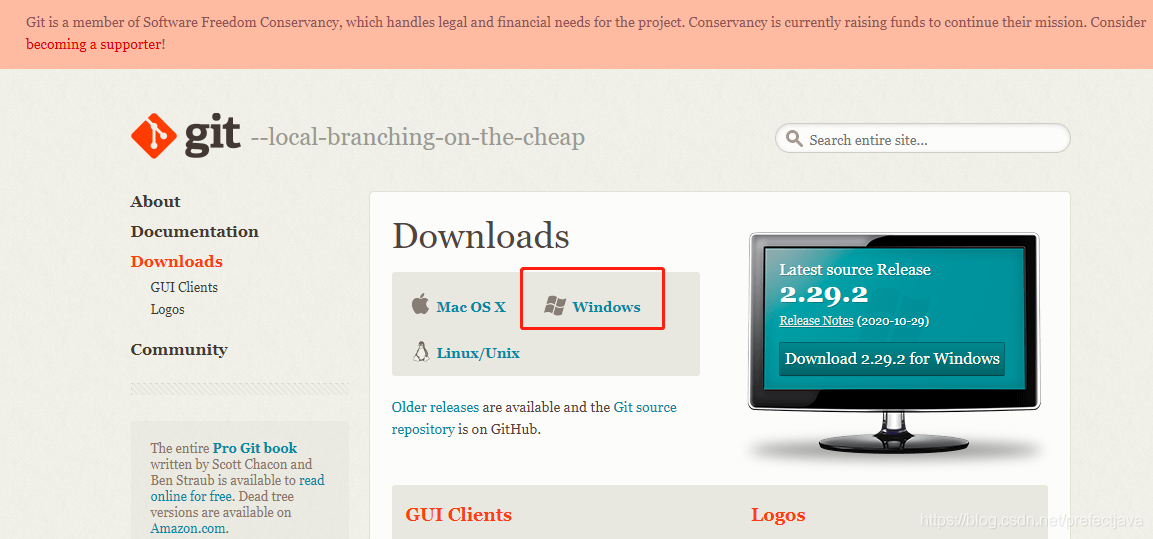 Git is a member of Software Freedom Conservancy, which handles legal and financial needs for the project. Conservancy is currently raising funds to continue their mission. Consider
becoming a supporter!
git --local-branching-on-the-cheap
Search entire site...
About
Documentation
Downloads
GUI Clients
Logos
Community
The entire Pro Git book
written by Scott Chacon and
Ben Straub is available to read
online for free. Dead tree
versions are available on
Amazon.com.
Downloads
Mac OS X
Windows
Linux/Unix
Older releases are available and the Git source
repository is on GitHub.
Latest source Release
2.29.2
Release Notes (2020-10-29)
Download 2.29.2 for Windows
GUI Clients
Logos
https://blog.csdn.net/prefectjava